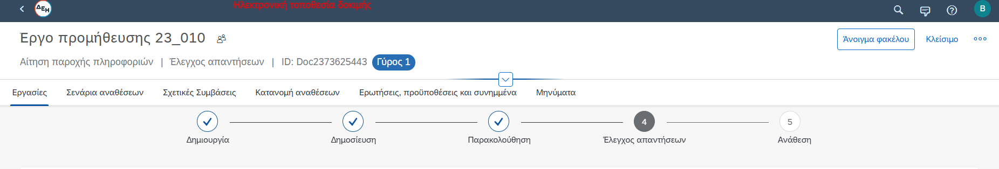 ΔΕΗ
Ηλεκτρονική τοποθεσία δοκιμής
B
Έργο προμήθευσης 23_010
Άνοιγμα φακέλου
Κλείσιμο
Αίτηση παροχής πληροφοριών | Έλεγχος απαντήσεων | ID: Doc2373625443 Γύρος 1
Εργασίες Σενάρια αναθέσεων Σχετικές Συμβάσεις Κατανομή αναθέσεων Ερωτήσεις, προϋποθέσεις και συνημμένα Μηνύματα
4 5
Δημιουργία Δημοσίευση Παρακολούθηση Έλεγχος απαντήσεων Ανάθεση